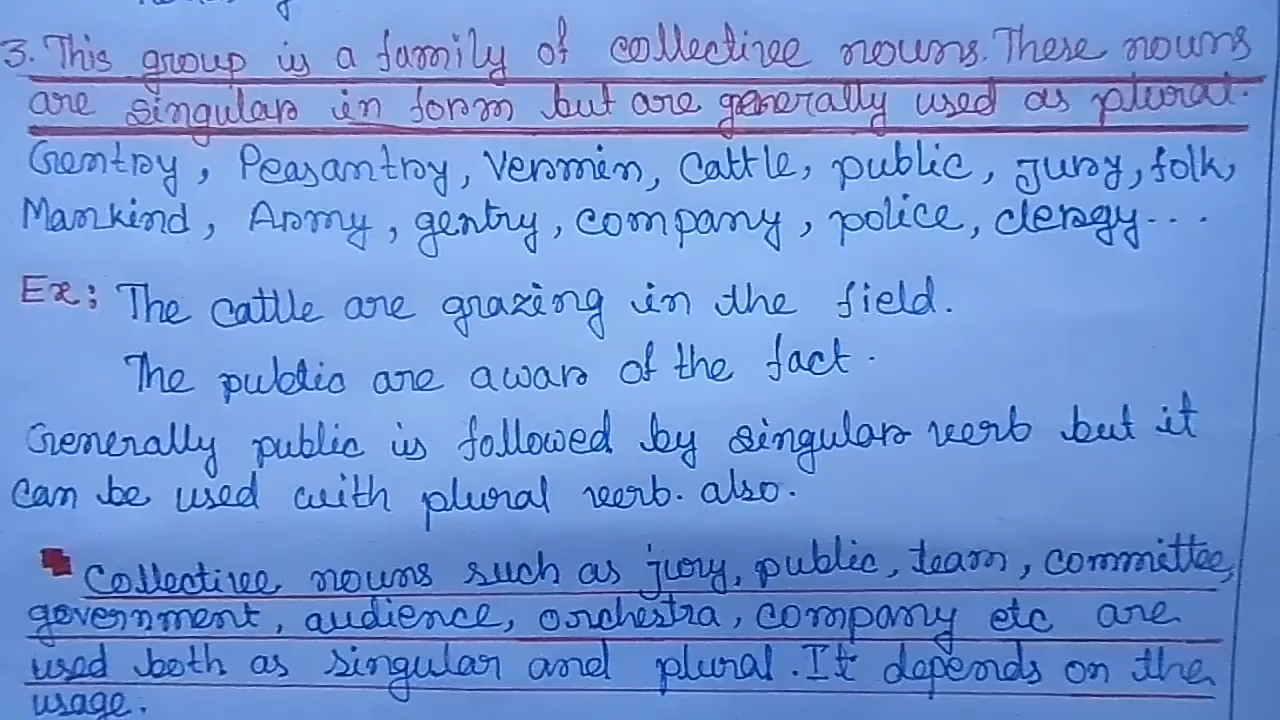 3. This group is a family of collective nouns. These nouns
are singular in form but are generally used as plural.
Gentry, Peasantry, Vermin, Cattle, public, jury, folk,
Mankind, Army, gentry, company, police, clergy...
Ex: The cattle are grazing in the field.
The public are awar of the fact.
Generally public is followed by singular verb but it
can be used with plural verb. also.
Collective nouns such as jury, public, team, committee,
government, audience, orchestra, company etc are
used both as singular and plural. It depends on the
usage.